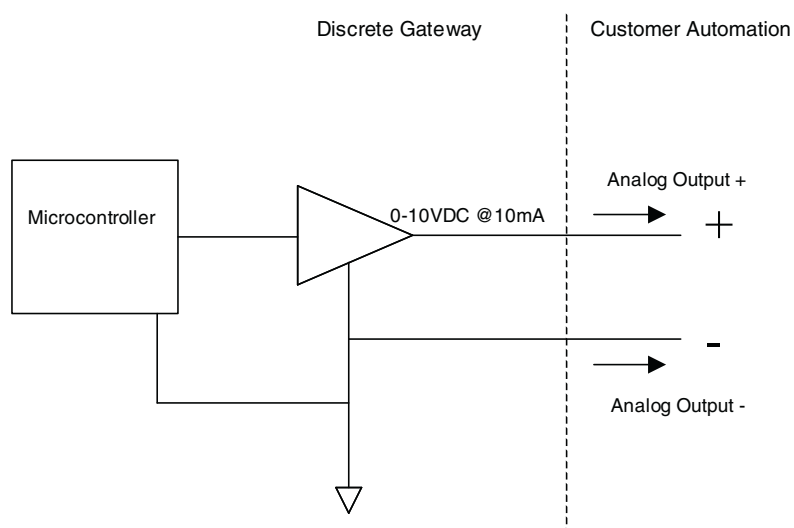 Discrete Gateway
Customer Automation
Microcontroller
0-10VDC @10mA
Analog Output +
+
-
Analog Output -